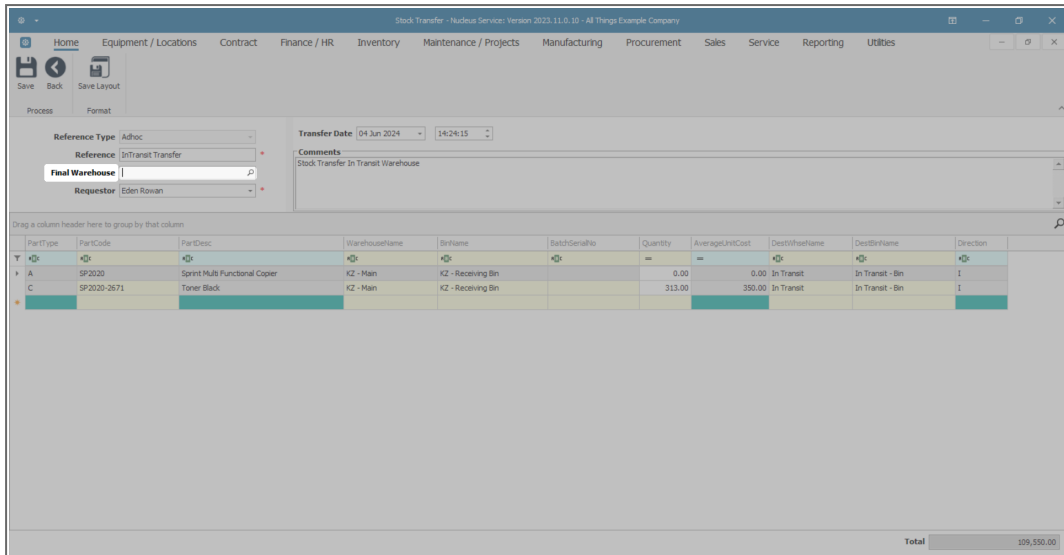 Stock Transfer - Nucleus Service: Version 2023.11.0.10 - All Things Example Company
Home Equipment / Locations Contract Finance / HR Inventory Maintenance / Projects Manufacturing Procurement Sales Service Reporting Utilities
Save Back Save Layout
Process Format
Reference Type Adhoc Transfer Date 04 Jun 2024 14:24:15
Reference InTransit Transfer * Comments
Stock Transfer In Transit Warehouse
Final Warehouse
Requestor Eden Rowan *
Drag a column header here to group by that column
PartType PartCode PartDesc WarehouseName BinName BatchSerialNo Quantity AverageUnitCost DestWhseName DestBinName Direction
= =
A SP2020 Sprint Multi Functional Copier KZ - Main KZ - Receiving Bin 0.00 0.00 In Transit In Transit - Bin I
C SP2020-2671 Toner Black KZ - Main KZ - Receiving Bin 313.00 350.00 In Transit In Transit - Bin I
Total 109,550.00